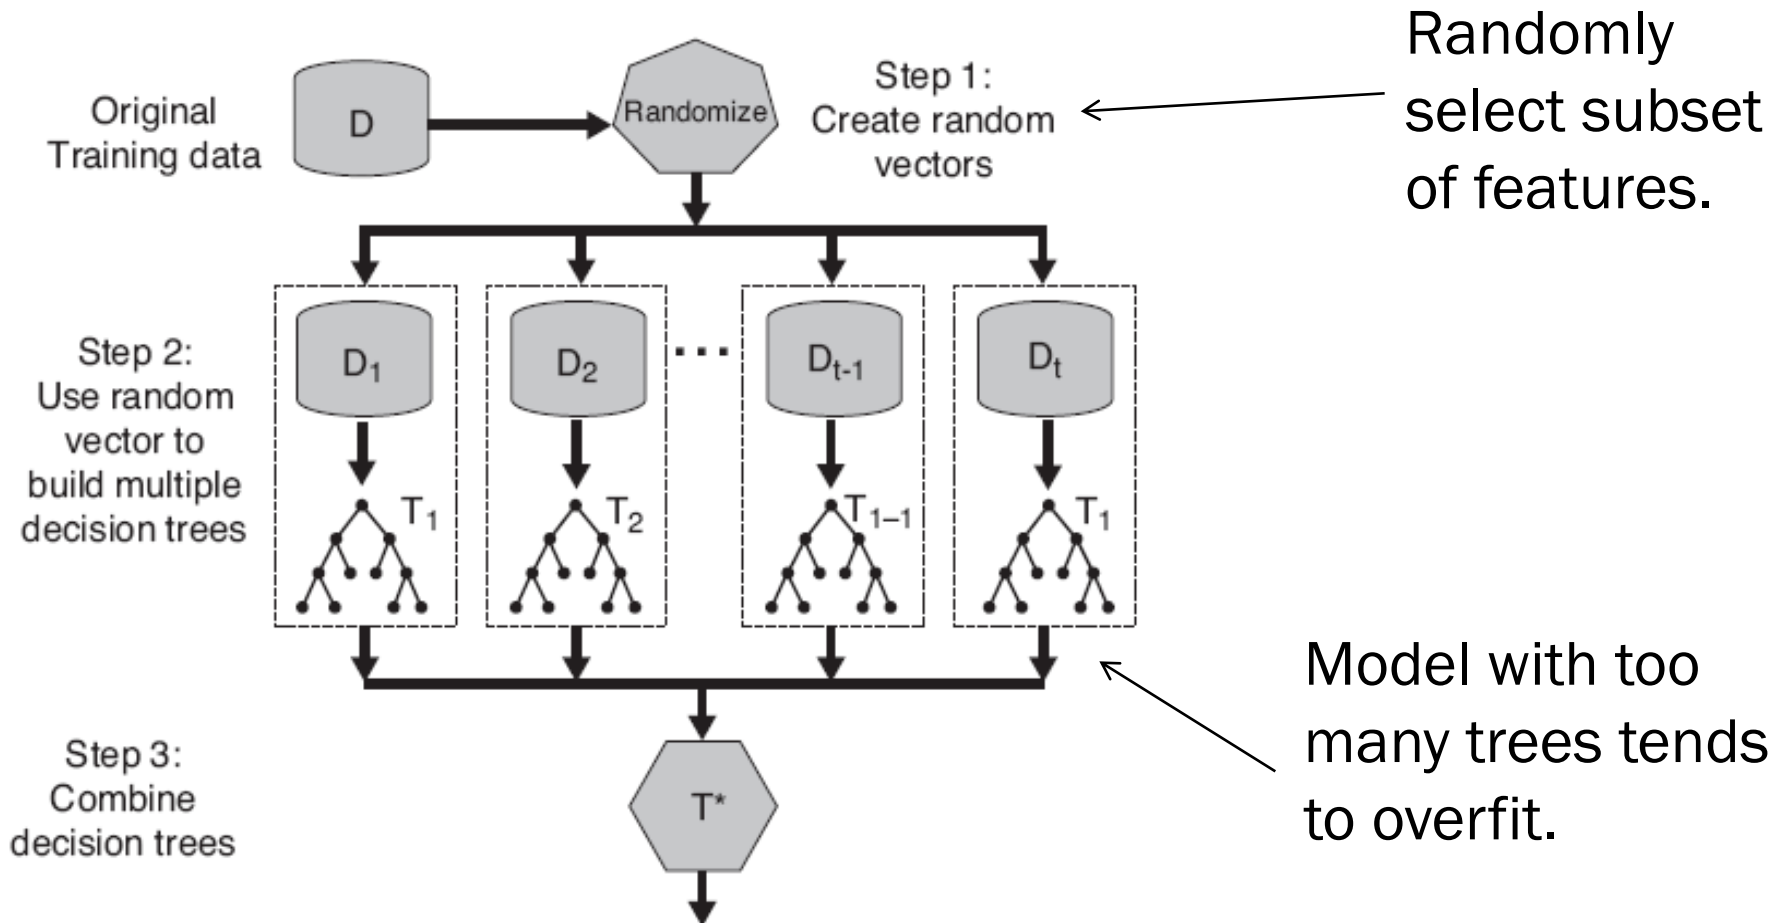 Original
Training data
D
Randomize
Step 1:
Create random
vectors
Randomly
select subset
of features.
Step 2:
Use random
vector to
build multiple
decision trees
D₁
D₂
...
Dₜ₋₁
Dₜ
T₁
T₂
T₁₋₁
T₁
Model with too
many trees tends
to overfit.
Step 3:
Combine
decision trees
T*